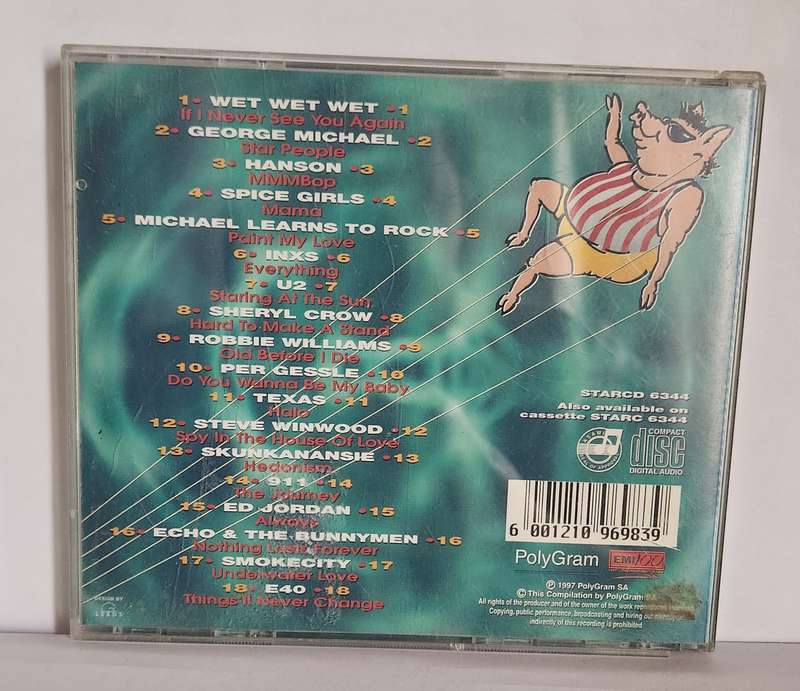 1• WET WET WET •1
If I Never See You Again
2• GEORGE MICHAEL •2
Star People
3• HANSON •3
MMMBop
4• SPICE GIRLS •4
Mama
5• MICHAEL LEARNS TO ROCK •5
Paint My Love
6• INXS •6
Everything
7• U2 •7
Staring At The Sun
8• SHERYL CROW •8
Hard To Make A Stand
9• ROBBIE WILLIAMS •9
Old Before I Die
10• PER GESSLE •10
Do You Wanna Be My Baby
11• TEXAS •11
Halo
12• STEVE WINWOOD •12
Spy In The House Of Love
13• SKUNKANANSIE •13
Hedonism
14• 911 •14
The Journey
15• ED JORDAN •15
Always
16• ECHO & THE BUNNYMEN •16
Nothing Lasts Forever
17• SMOKECITY •17
Underwater Love
18• E40 •18
Things'll Never Change
DESIGN BY
STARCD 6344
Also available on
cassette STARC 6344
COMPACT
disc
DIGITAL AUDIO
6 001210 969839
PolyGram
EMI 100
℗ 1997 PolyGram SA
© This Compilation by PolyGram SA
All rights of the producer and of the owner of the work reproduced
Copying, public performance, broadcasting and hiring out
indirectly of this recording is prohibited